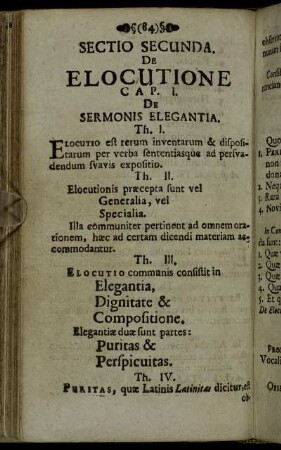 (84)
SECTIO SECUNDA.
DE
ELOCUTIONE
CAP. I.
DE
SERMONIS ELEGANTIA.
Th. I.
ELOCUTIO est rerum inventarum & disposi-
tarum per verba sententiasque ad persva-
dendum svavis expositio.
Th. II.
Elocutionis præcepta sunt vel
Generalia, vel
Specialia.
Illa communiter pertinent ad omnem o-
rationem, hæc ad certam dicendi materiam ac-
commodantur.
Th. III.
ELOCUTIO communis consistit in
Elegantia,
Dignitate &
Compositione.
Elegantiæ duæ sunt partes:
Puritas &
Perspicuitas.
Th. IV.
PURITAS, quæ Latinis Latinitas dicitur, est
ob-